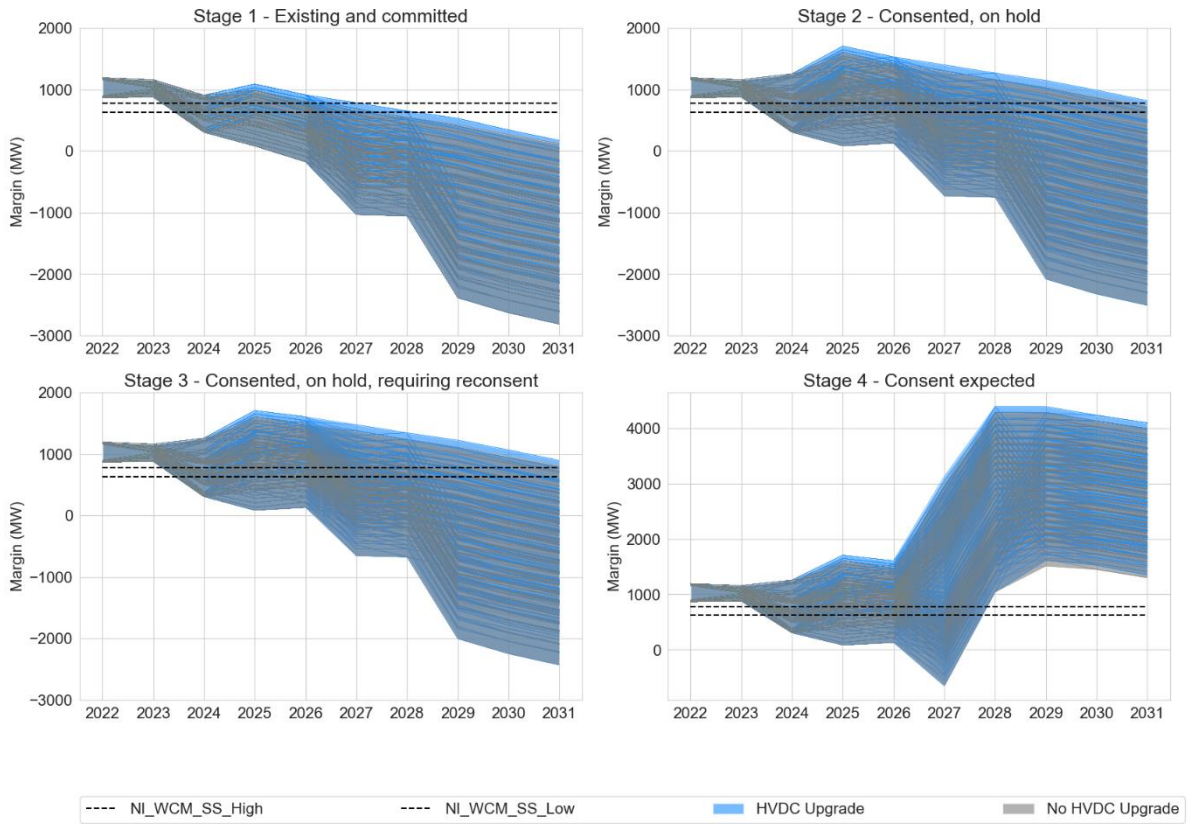 Stage 1 - Existing and committed
2000
1000
0
−1000
−2000
−3000
Margin (MW)
2022 2023 2024 2025 2026 2027 2028 2029 2030 2031
Stage 2 - Consented, on hold
2000
1000
0
−1000
−2000
−3000
Margin (MW)
2022 2023 2024 2025 2026 2027 2028 2029 2030 2031
Stage 3 - Consented, on hold, requiring reconsent
2000
1000
0
−1000
−2000
−3000
Margin (MW)
2022 2023 2024 2025 2026 2027 2028 2029 2030 2031
Stage 4 - Consent expected
4000
3000
2000
1000
0
Margin (MW)
2022 2023 2024 2025 2026 2027 2028 2029 2030 2031
NI_WCM_SS_High NI_WCM_SS_Low HVDC Upgrade No HVDC Upgrade